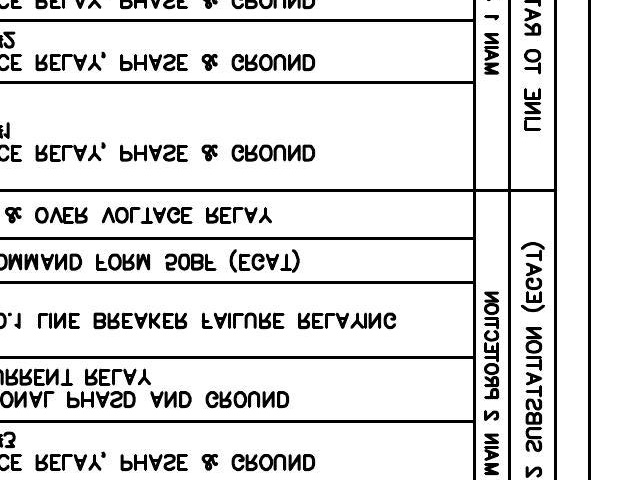 CE RELAY, PHASE & GROUND
#3
ONAL PHASD AND GROUND
URRENT RELAY
O.1 LINE BREAKER FAILURE RELAYING
OMMAND FORM 50BF (EGAT)
& OVER VOLTAGE RELAY
CE RELAY, PHASE & GROUND
#1
CE RELAY, PHASE & GROUND
#2
CE RELAY, PHASE & GROUND
MAIN 2 PROTECTION
MAIN 1
2 SUBSTATION (EGAT)
LINE TO RAT